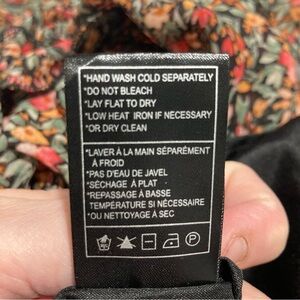 *HAND WASH COLD SEPARATELY
*DO NOT BLEACH
*LAY FLAT TO DRY
*LOW HEAT IRON IF NECESSARY
*OR DRY CLEAN
*LAVER À LA MAIN SÉPARÉMENT
À FROID
*PAS D'EAU DE JAVEL
*SÉCHAGE À PLAT
*REPASSAGE À BASSE
TEMPÉRATURE SI NÉCESSAIRE
*OU NETTOYAGE À SEC
P